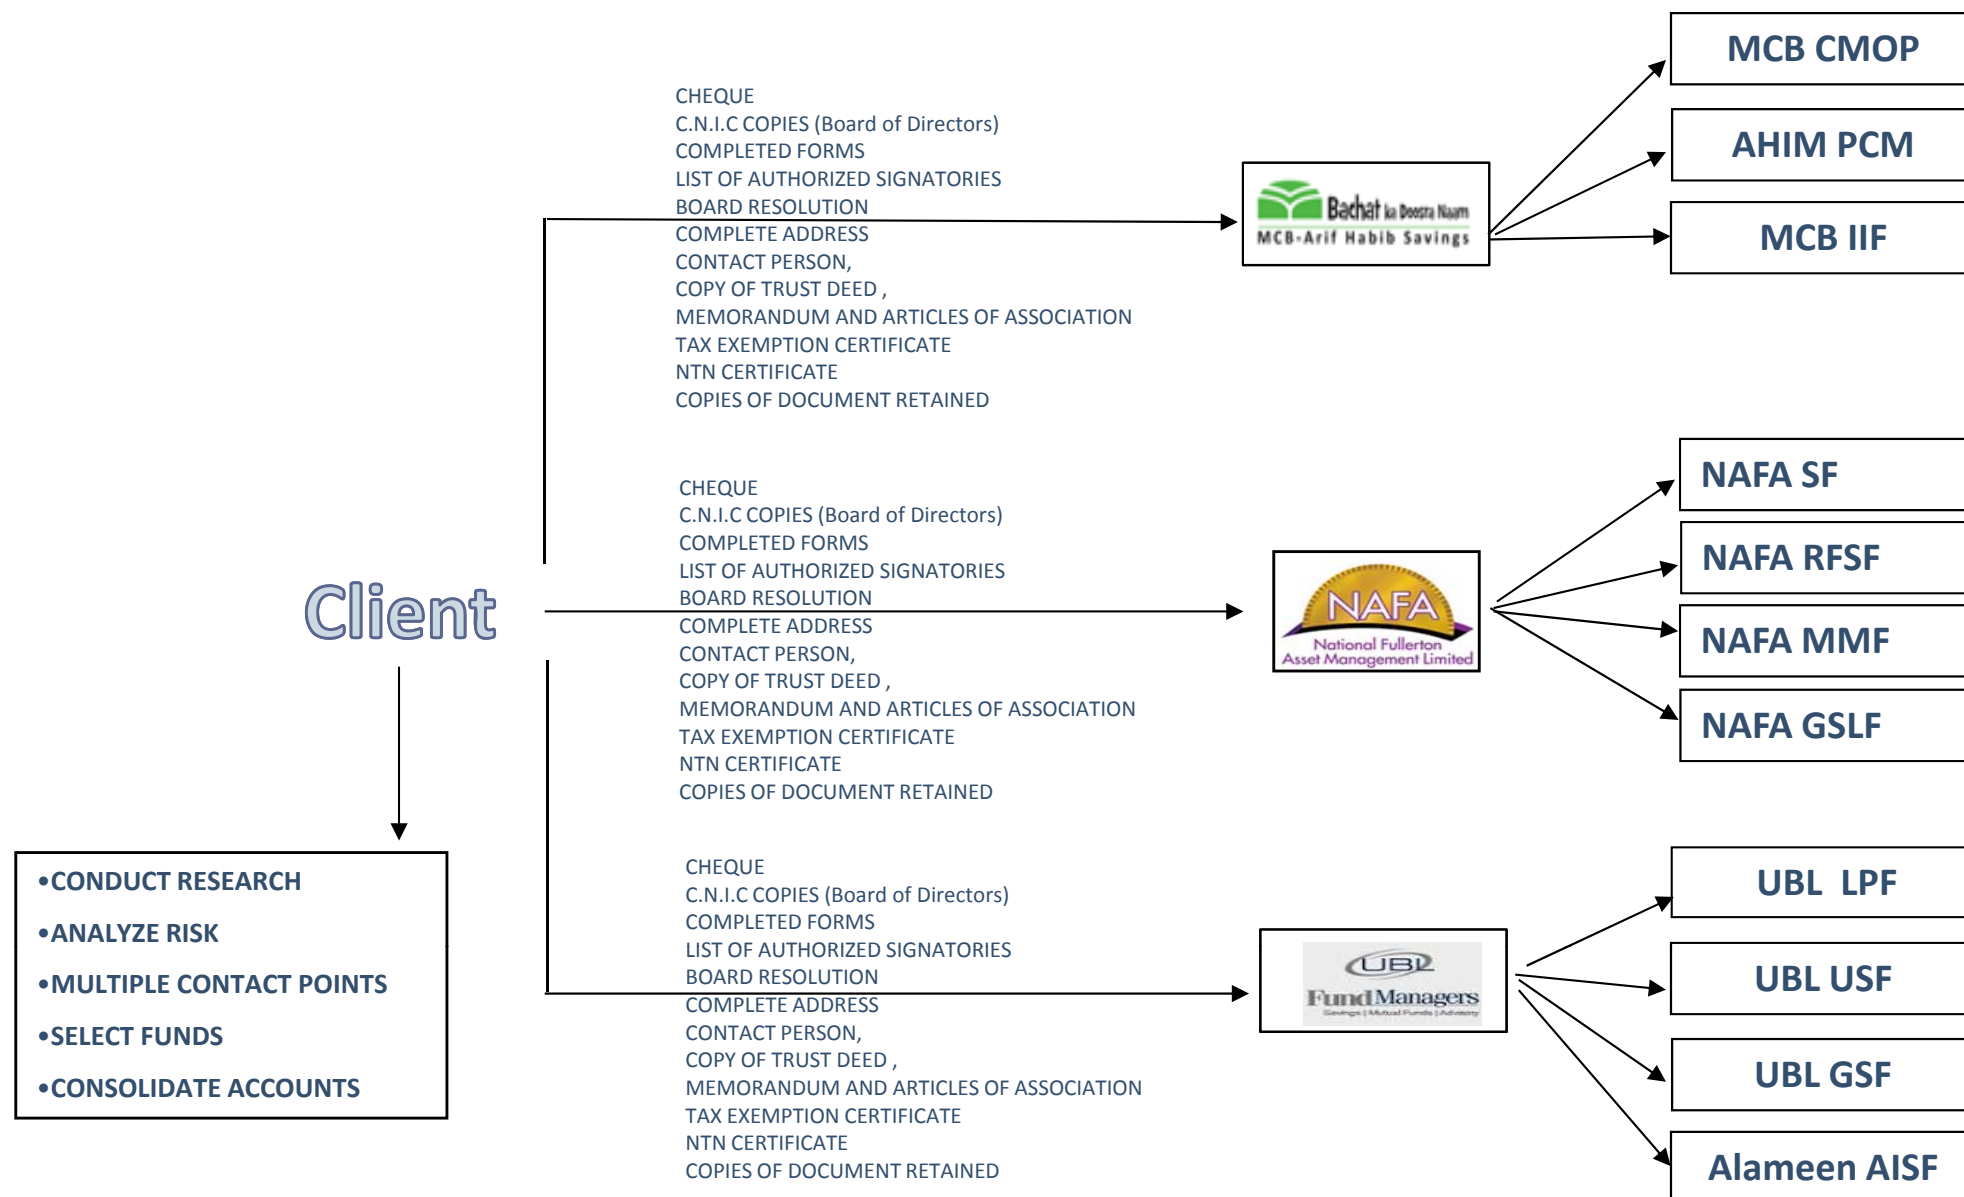 CHEQUE
C.N.I.C COPIES (Board of Directors)
COMPLETED FORMS
LIST OF AUTHORIZED SIGNATORIES
BOARD RESOLUTION
COMPLETE ADDRESS
CONTACT PERSON,
COPY OF TRUST DEED ,
MEMORANDUM AND ARTICLES OF ASSOCIATION
TAX EXEMPTION CERTIFICATE
NTN CERTIFICATE
COPIES OF DOCUMENT RETAINED
Bachat ka Doosra Naam
MCB-Arif Habib Savings
MCB CMOP
AHIM PCM
MCB IIF
Client
CHEQUE
C.N.I.C COPIES (Board of Directors)
COMPLETED FORMS
LIST OF AUTHORIZED SIGNATORIES
BOARD RESOLUTION
COMPLETE ADDRESS
CONTACT PERSON,
COPY OF TRUST DEED ,
MEMORANDUM AND ARTICLES OF ASSOCIATION
TAX EXEMPTION CERTIFICATE
NTN CERTIFICATE
COPIES OF DOCUMENT RETAINED
NAFA
National Fullerton
Asset Management Limited
NAFA SF
NAFA RFSF
NAFA MMF
NAFA GSLF
•CONDUCT RESEARCH
•ANALYZE RISK
•MULTIPLE CONTACT POINTS
•SELECT FUNDS
•CONSOLIDATE ACCOUNTS
CHEQUE
C.N.I.C COPIES (Board of Directors)
COMPLETED FORMS
LIST OF AUTHORIZED SIGNATORIES
BOARD RESOLUTION
COMPLETE ADDRESS
CONTACT PERSON,
COPY OF TRUST DEED ,
MEMORANDUM AND ARTICLES OF ASSOCIATION
TAX EXEMPTION CERTIFICATE
NTN CERTIFICATE
COPIES OF DOCUMENT RETAINED
UBL
Fund Managers
Savings | Mutual Funds | Advisory
UBL LPF
UBL USF
UBL GSF
Alameen AISF